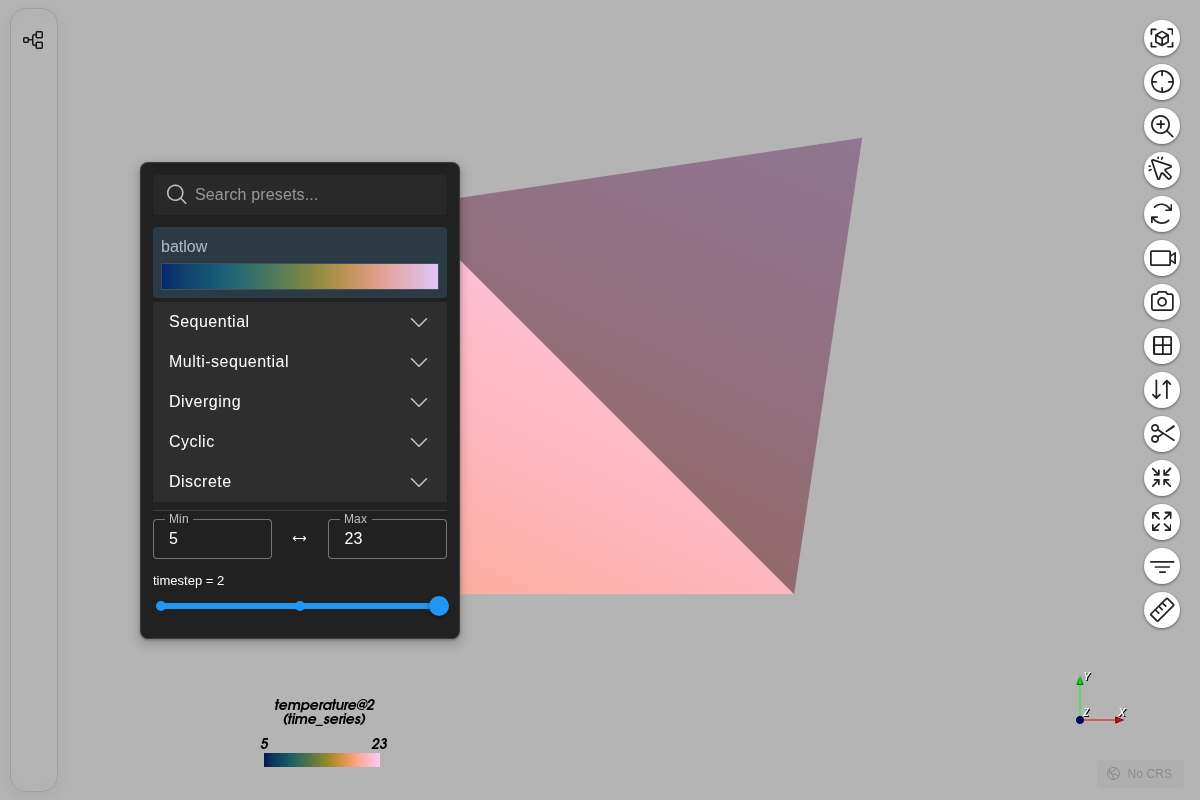 Search presets...
batlow
Sequential
Multi-sequential
Diverging
Cyclic
Discrete
Min
5
Max
23
timestep = 2
temperature@2
(time_series)
5
23
Y
Z
X
No CRS